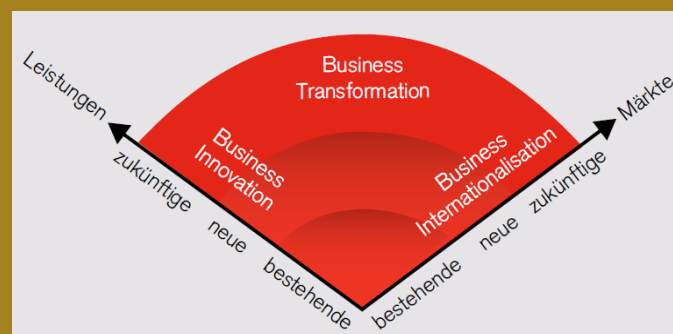 Business
Transformation
Leistungen
Märkte
Business
Innovation
Business
Internationalisation
zukünftige
neue
bestehende
bestehende
neue
zukünftige